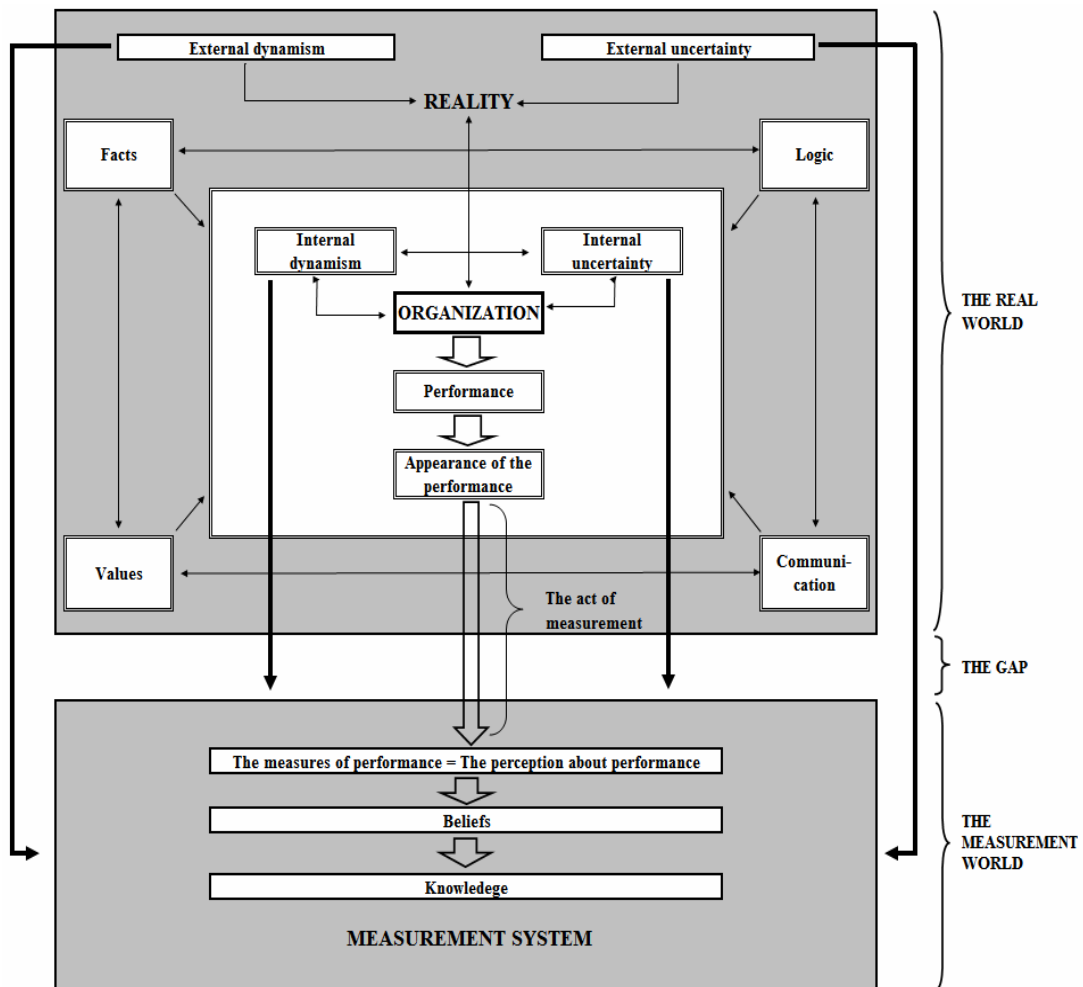 External dynamism
External uncertainty
REALITY
Facts
Logic
Internal
dynamism
Internal
uncertainty
ORGANIZATION
THE REAL
WORLD
Performance
Appearance of the
performance
Values
Communi-
cation
The act of
measurement
THE GAP
The measures of performance = The perception about performance
Beliefs
THE
MEASUREMENT
WORLD
Knowledege
MEASUREMENT SYSTEM